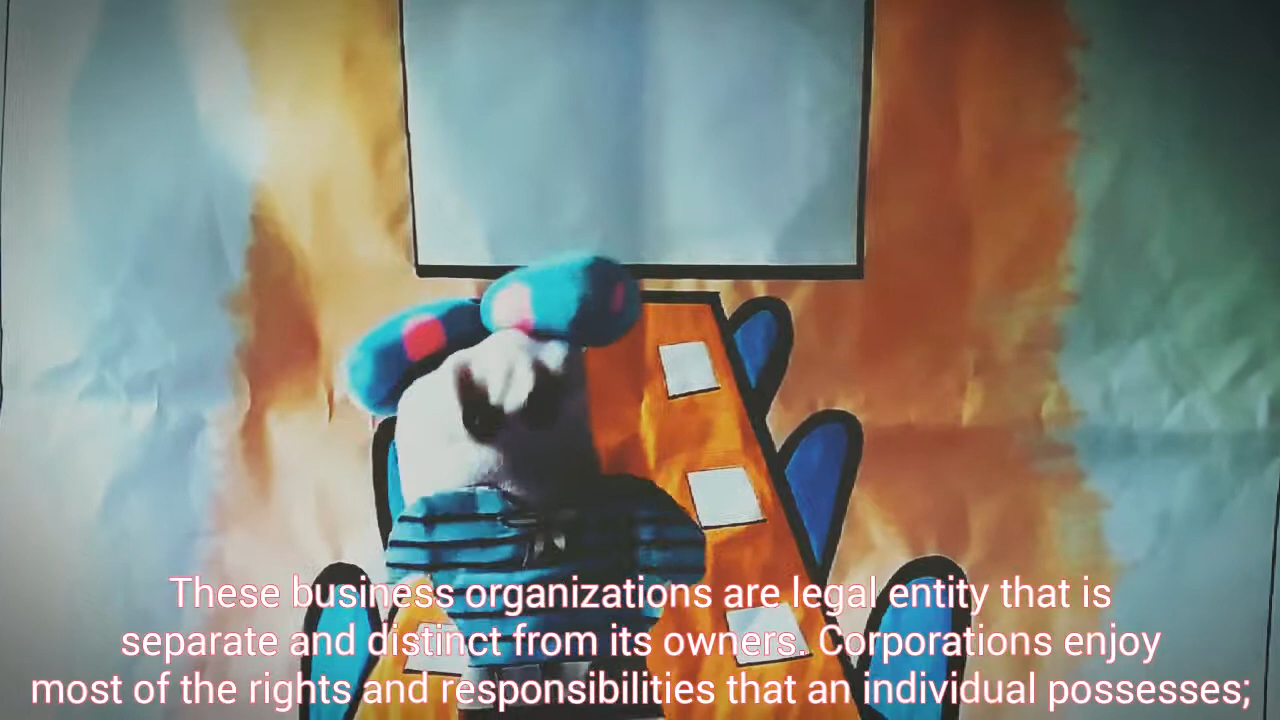 These business organizations are legal entity that is
separate and distinct from its owners. Corporations enjoy
most of the rights and responsibilities that an individual possesses;